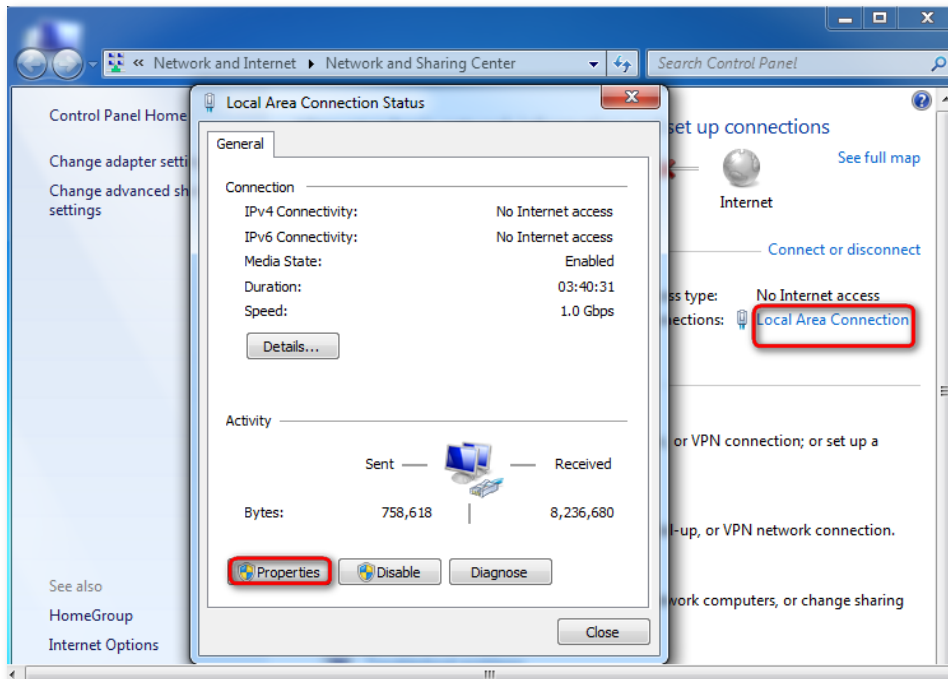 « Network and Internet ▸ Network and Sharing Center
Search Control Panel
Control Panel Home
Change adapter setti
Change advanced sh
settings
See also
HomeGroup
Internet Options
Local Area Connection Status
General
Connection
IPv4 Connectivity: No Internet access
IPv6 Connectivity: No Internet access
Media State: Enabled
Duration: 03:40:31
Speed: 1.0 Gbps
Details...
Activity
Sent — — Received
Bytes: 758,618 | 8,236,680
Properties Disable Diagnose
Close
set up connections
See full map
Internet
Connect or disconnect
ss type: No Internet access
ections: Local Area Connection
or VPN connection; or set up a
l-up, or VPN network connection.
work computers, or change sharing